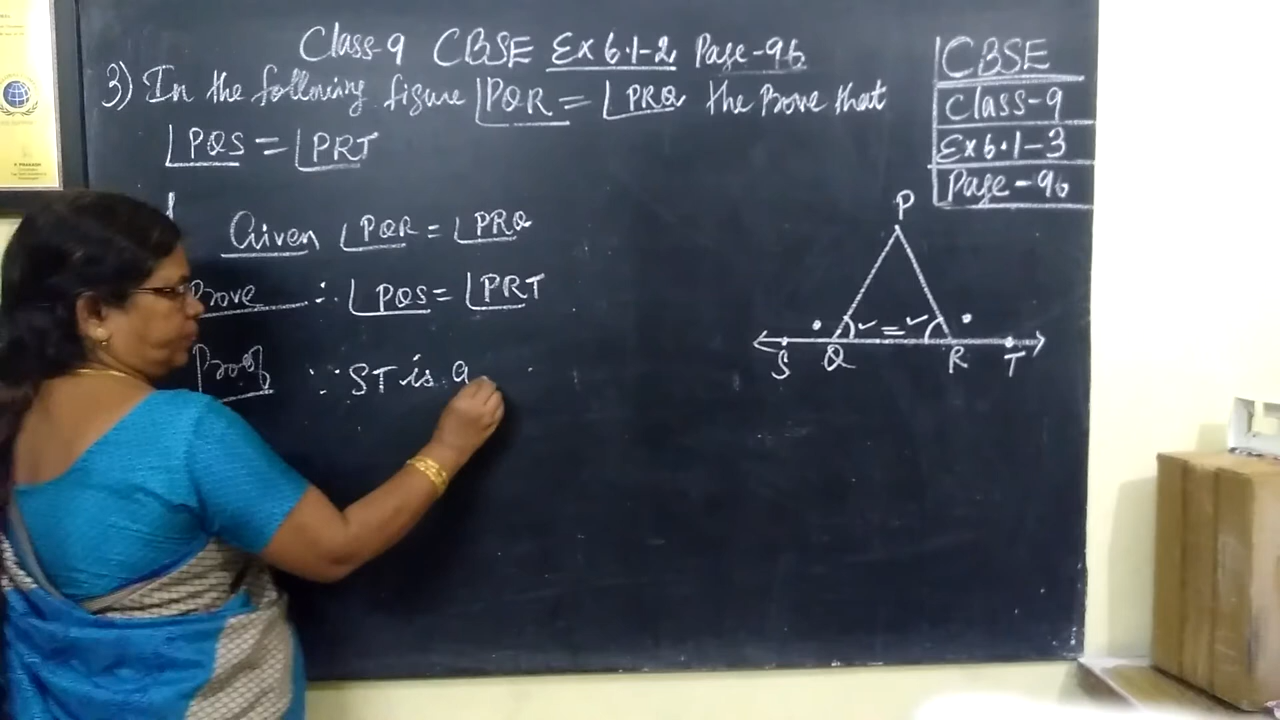 Class-9 CBSE Ex 6.1-2 Page-96
3) In the following figure ∠PQR = ∠PRQ the Prove that
∠PQS = ∠PRT
Given ∠PQR = ∠PRQ
Prove ∴ ∠PQS = ∠PRT
Proof ∵ ST is a
CBSE
Class-9
Ex 6.1-3
Page-96
P
S Q = R T